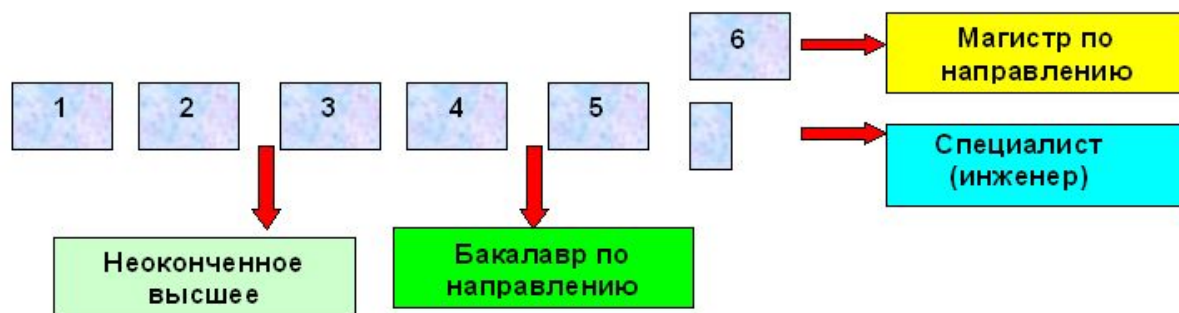 6
Магистр по
направлению
1 2 3 4 5
Специалист
(инженер)
Неоконченное
высшее
Бакалавр по
направлению